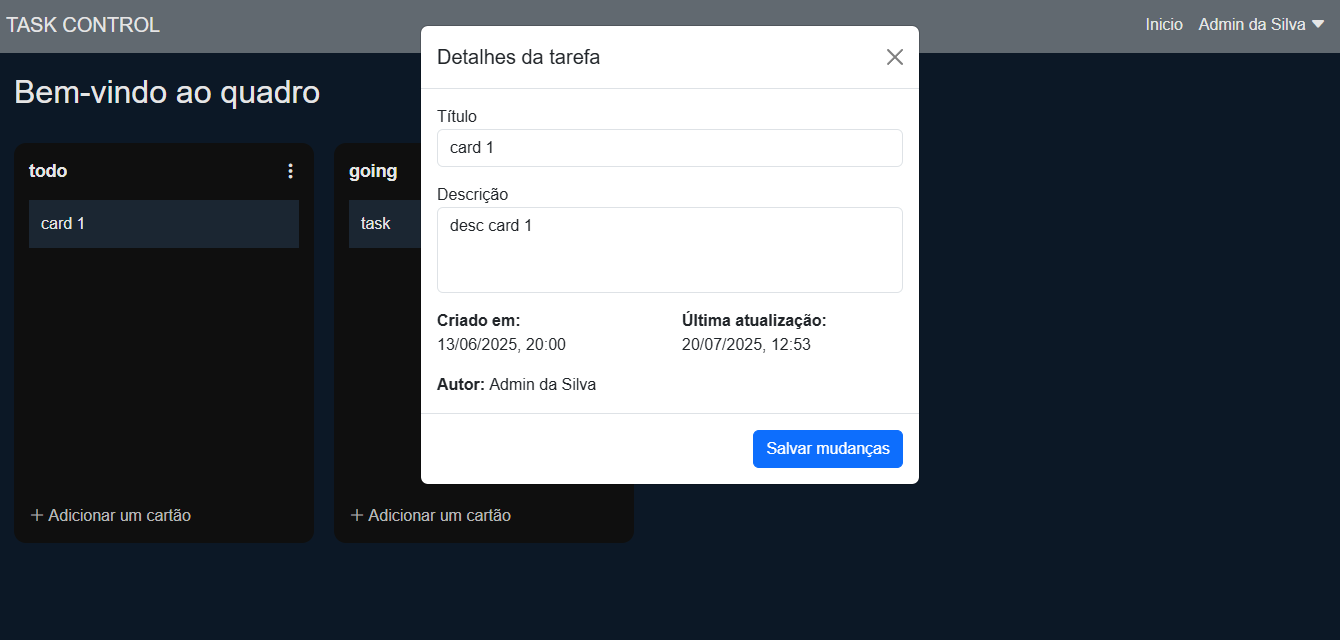 TASK CONTROL
Inicio
Admin da Silva
Bem-vindo ao quadro
todo
card 1
+ Adicionar um cartão
going
task
+ Adicionar um cartão
Detalhes da tarefa
Título
card 1
Descrição
desc card 1
Criado em:
13/06/2025, 20:00
Última atualização:
20/07/2025, 12:53
Autor: Admin da Silva
Salvar mudanças